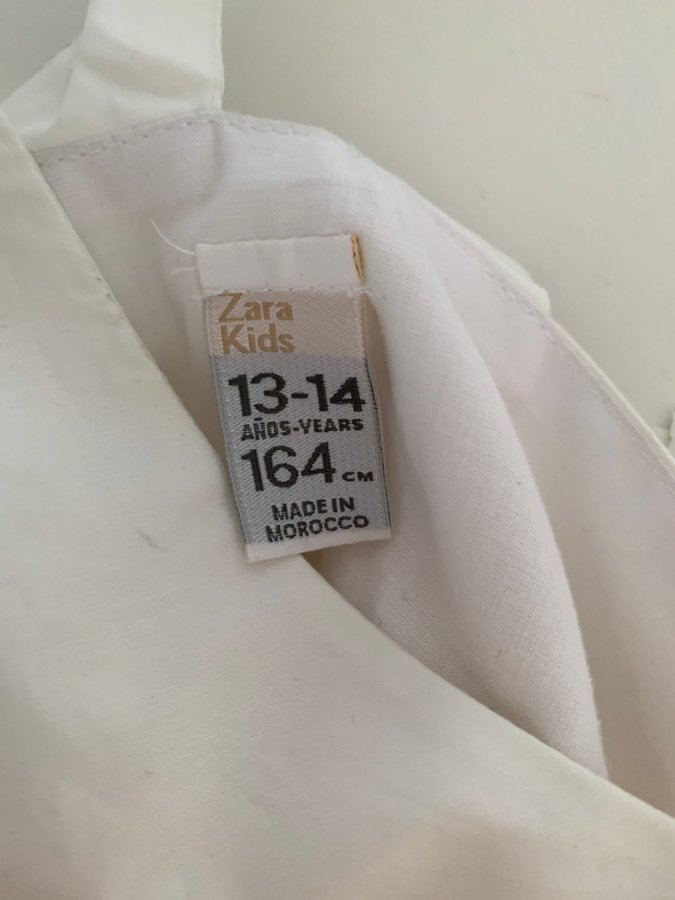 Zara
Kids
13-14
AÑOS-YEARS
164 CM
MADE IN
MOROCCO